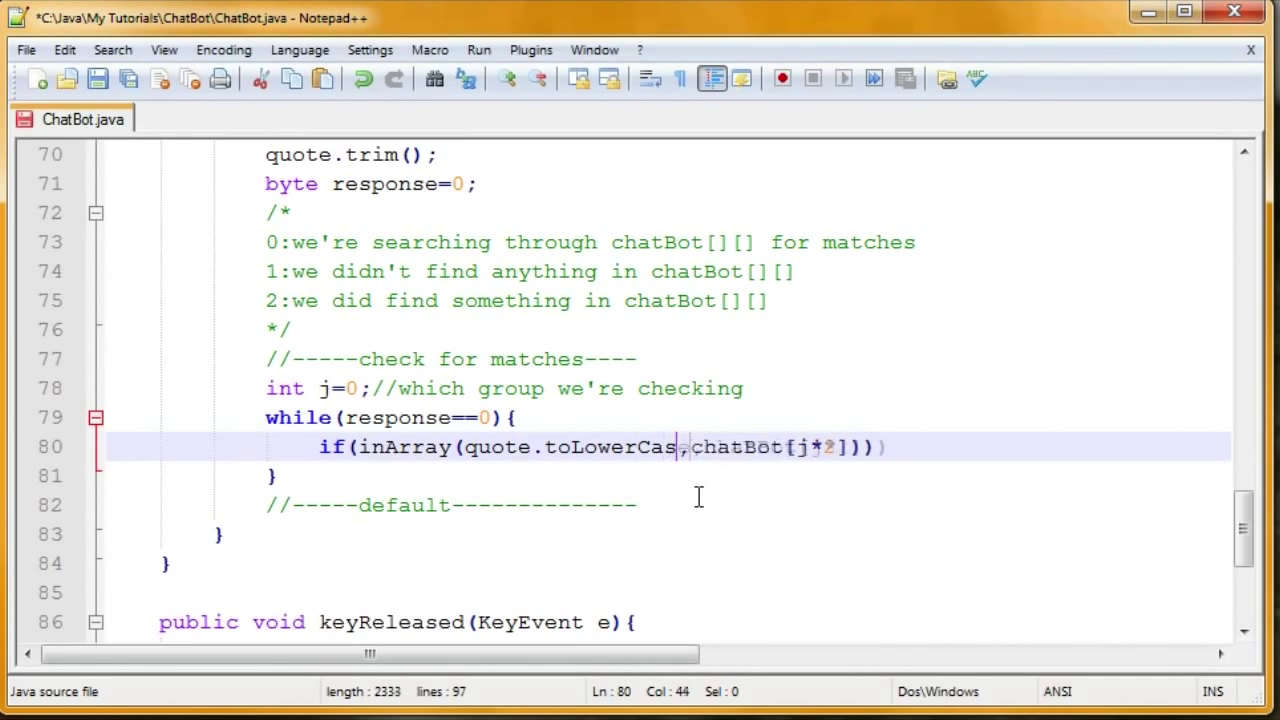 *C:\Java\My Tutorials\ChatBot\ChatBot.java - Notepad++
File Edit Search View Encoding Language Settings Macro Run Plugins Window ? X
ChatBot.java
70 quote.trim();
71 byte response=0;
72 /*
73 0:we're searching through chatBot[][] for matches
74 1:we didn't find anything in chatBot[][]
75 2:we did find something in chatBot[][]
76 */
77 //-----check for matches----
78 int j=0;//which group we're checking
79 while(response==0){
80 if(inArray(quote.toLowerCas,chatBot[j*2]))
81 }
82 //-----default--------------
83 }
84 }
85
86 public void keyReleased(KeyEvent e){
Java source file length : 2333 lines : 97 Ln : 80 Col : 44 Sel : 0 Dos\Windows ANSI INS